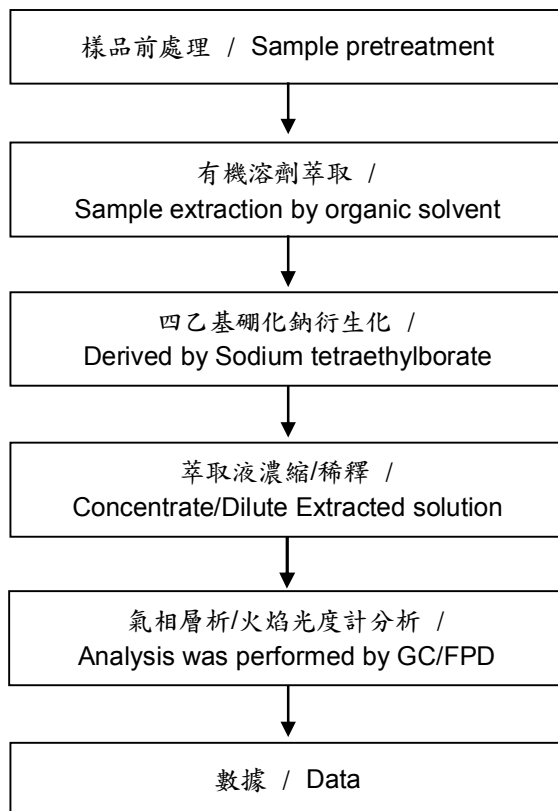 樣品前處理 / Sample pretreatment
有機溶劑萃取 /
Sample extraction by organic solvent
四乙基硼化鈉衍生化 /
Derived by Sodium tetraethylborate
萃取液濃縮/稀釋 /
Concentrate/Dilute Extracted solution
氣相層析/火焰光度計分析 /
Analysis was performed by GC/FPD
數據 / Data